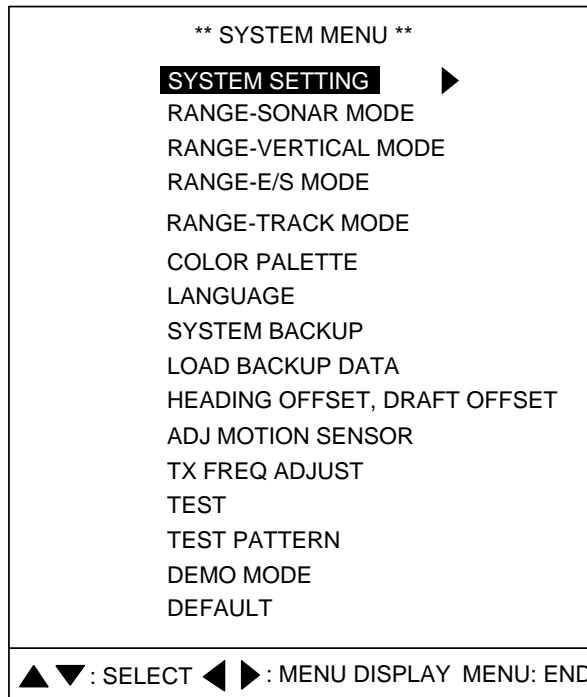 ** SYSTEM MENU **
SYSTEM SETTING ▶
RANGE-SONAR MODE
RANGE-VERTICAL MODE
RANGE-E/S MODE
RANGE-TRACK MODE
COLOR PALETTE
LANGUAGE
SYSTEM BACKUP
LOAD BACKUP DATA
HEADING OFFSET, DRAFT OFFSET
ADJ MOTION SENSOR
TX FREQ ADJUST
TEST
TEST PATTERN
DEMO MODE
DEFAULT
▲ ▼ : SELECT ◀ ▶ : MENU DISPLAY MENU: END